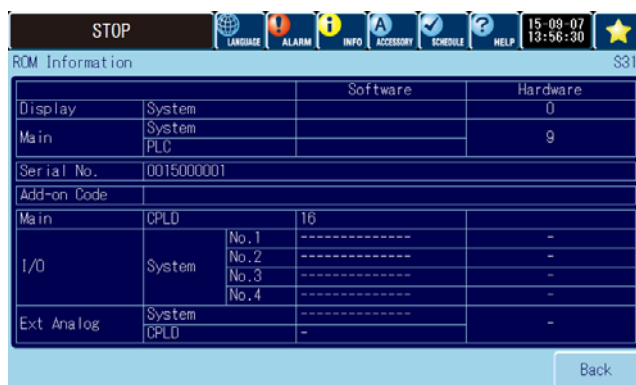 STOP LANGUAGE ALARM INFO ACCESSORY SCHEDULE HELP 15-09-07
13:56:30
ROM Information S31
Software Hardware
Display System 0
Main System 9
PLC
Serial No. 0015000001
Add-on Code
Main CPLD 16
I/O System No.1 -------------- -
No.2 -------------- -
No.3 -------------- -
No.4 -------------- -
Ext Analog System -------------- -
CPLD -
Back